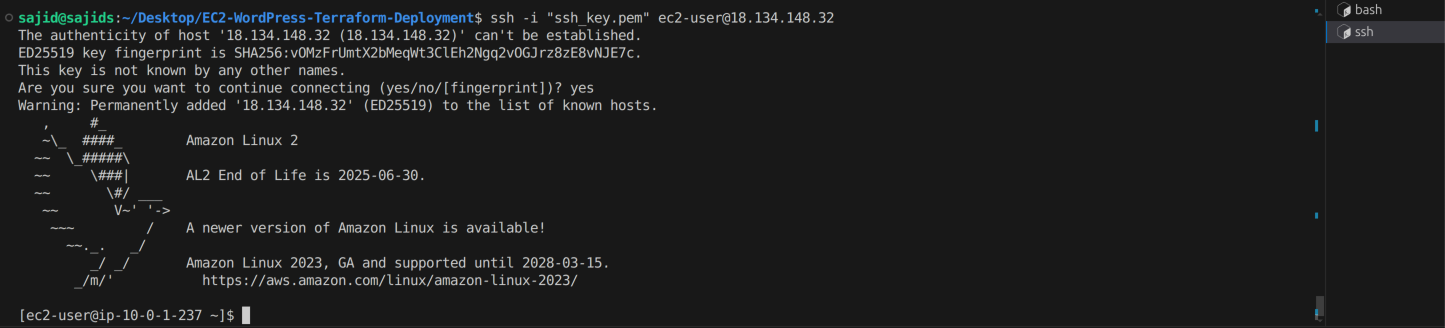 sajid@sajids:~/Desktop/EC2-WordPress-Terraform-Deployment$ ssh -i "ssh_key.pem" ec2-user@18.134.148.32
The authenticity of host '18.134.148.32 (18.134.148.32)' can't be established.
ED25519 key fingerprint is SHA256:vOMzFrUmtX2bMeqWt3ClEh2Ngq2vOGJrz8zE8vNJE7c.
This key is not known by any other names.
Are you sure you want to continue connecting (yes/no/[fingerprint])? yes
Warning: Permanently added '18.134.148.32' (ED25519) to the list of known hosts.
   ,     #_
   ~\_  ####_        Amazon Linux 2
  ~~  \_#####\
  ~~     \###|       AL2 End of Life is 2025-06-30.
  ~~       \#/ ___
   ~~       V~' '->
    ~~~         /    A newer version of Amazon Linux is available!
      ~~._.   _/
         _/ _/       Amazon Linux 2023, GA and supported until 2028-03-15.
       _/m/'           https://aws.amazon.com/linux/amazon-linux-2023/
[ec2-user@ip-10-0-1-237 ~]$
bash
ssh